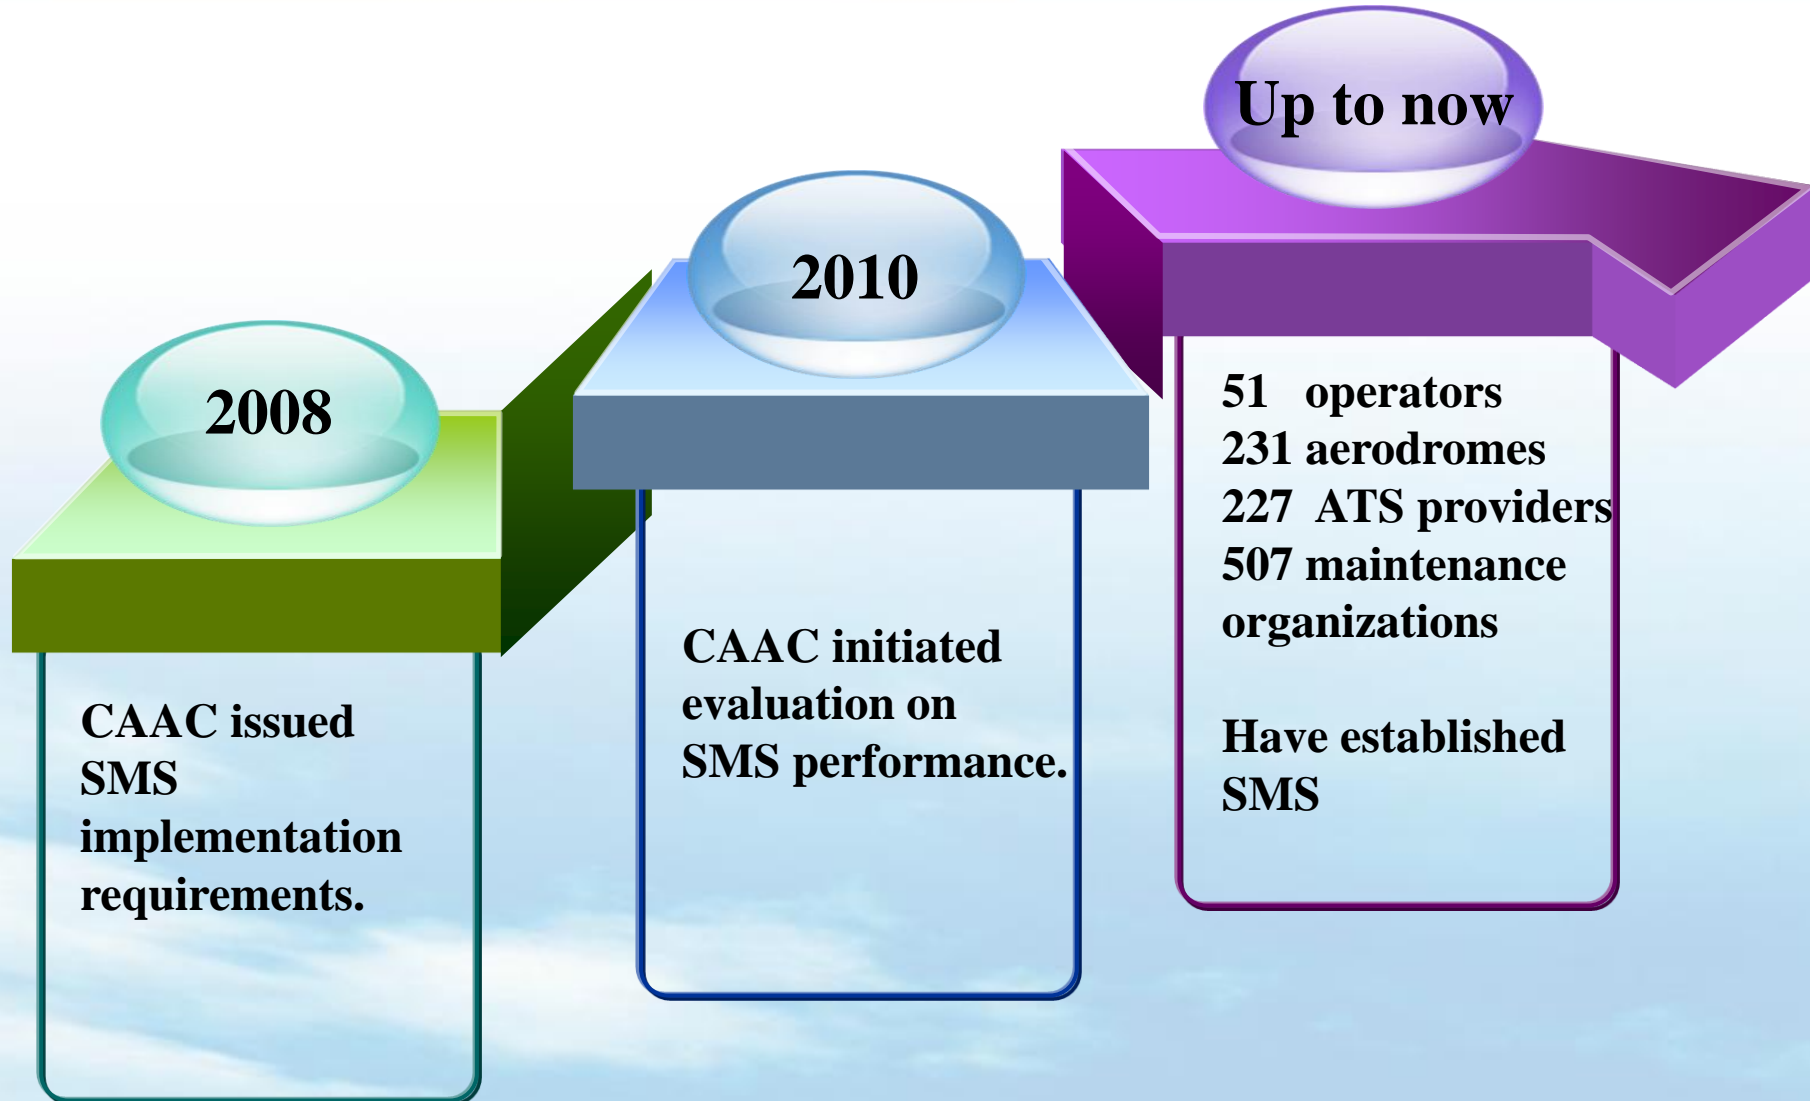 2008
CAAC issued
SMS
implementation
requirements.
2010
CAAC initiated
evaluation on
SMS performance.
Up to now
51 operators
231 aerodromes
227 ATS providers
507 maintenance
organizations
Have established
SMS